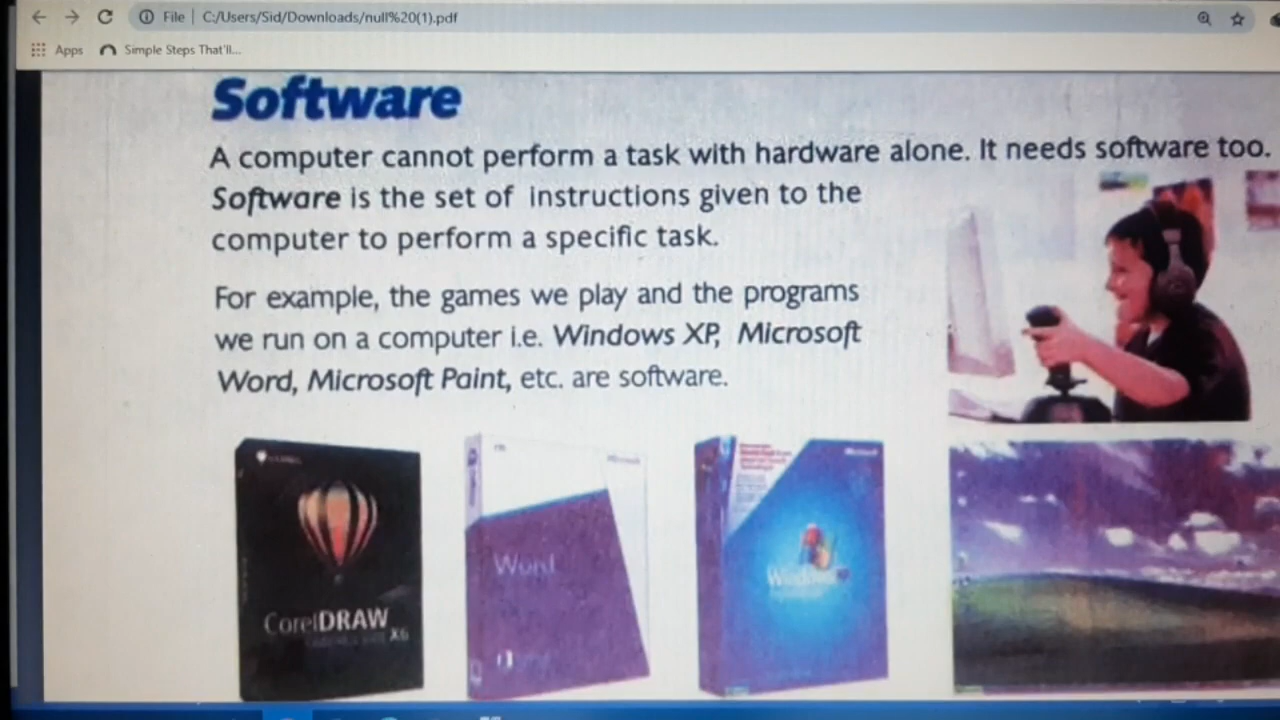 File | C:/Users/Sid/Downloads/null%20(1).pdf
Apps Simple Steps That'll...
Software
A computer cannot perform a task with hardware alone. It needs software too.
Software is the set of instructions given to the
computer to perform a specific task.
For example, the games we play and the programs
we run on a computer i.e. Windows XP, Microsoft
Word, Microsoft Paint, etc. are software.
CorelDRAW
X6
Word
Microsoft
Windows